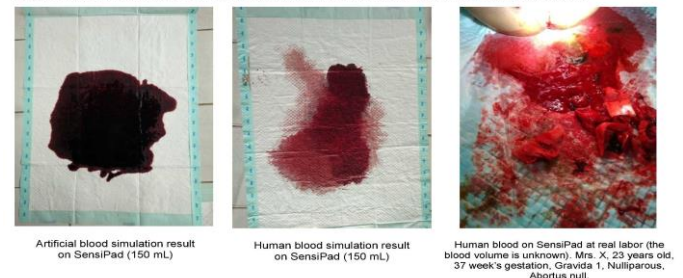 Artificial blood simulation result
on SensiPad (150 mL)
Human blood simulation result
on SensiPad (150 mL)
Human blood on SensiPad at real labor (the
blood volume is unknown). Mrs. X, 23 years old,
37 week's gestation, Gravida 1, Nulliparous,
Abortus null